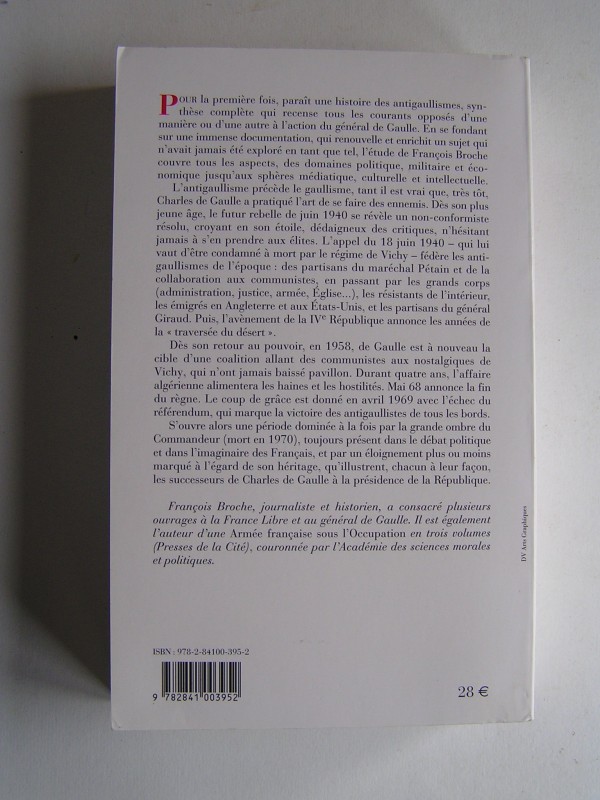 POUR la première fois, paraît une histoire des antigaullismes, syn-
thèse complète qui recense tous les courants opposés d'une
manière ou d'une autre à l'action du général de Gaulle. En se fondant
sur une immense documentation, qui renouvelle et enrichit un sujet qui
n'avait jamais été exploré en tant que tel, l'étude de François Broche
couvre tous les aspects, des domaines politique, militaire et éco-
nomique jusqu'aux sphères médiatique, culturelle et intellectuelle.
L'antigaullisme précède le gaullisme, tant il est vrai que, très tôt,
Charles de Gaulle a pratiqué l'art de se faire des ennemis. Dès son plus
jeune âge, le futur rebelle de juin 1940 se révèle un non-conformiste
résolu, croyant en son étoile, dédaigneux des critiques, n'hésitant
jamais à s'en prendre aux élites. L'appel du 18 juin 1940 – qui lui
vaut d'être condamné à mort par le régime de Vichy – fédère les anti-
gaullismes de l'époque : des partisans du maréchal Pétain et de la
collaboration aux communistes, en passant par les grands corps
(administration, justice, armée, Église...), les résistants de l'intérieur,
les émigrés en Angleterre et aux États-Unis, et les partisans du général
Giraud. Puis, l'avènement de la IVe République annonce les années de
la « traversée du désert ».
Dès son retour au pouvoir, en 1958, de Gaulle est à nouveau la
cible d'une coalition allant des communistes aux nostalgiques de
Vichy, qui n'ont jamais baissé pavillon. Durant quatre ans, l'affaire
algérienne alimentera les haines et les hostilités. Mai 68 annonce la fin
du règne. Le coup de grâce est donné en avril 1969 avec l'échec du
référendum, qui marque la victoire des antigaullistes de tous les bords.
S'ouvre alors une période dominée à la fois par la grande ombre du
Commandeur (mort en 1970), toujours présent dans le débat politique
et dans l'imaginaire des Français, et par un éloignement plus ou moins
marqué à l'égard de son héritage, qu'illustrent, chacun à leur façon,
les successeurs de Charles de Gaulle à la présidence de la République.
François Broche, journaliste et historien, a consacré plusieurs
ouvrages à la France Libre et au général de Gaulle. Il est également
l'auteur d'une Armée française sous l'Occupation en trois volumes
(Presses de la Cité), couronnée par l'Académie des sciences morales
et politiques.
DV Arts Graphiques
ISBN : 978-2-84100-395-2
9 782841 003952
28 €